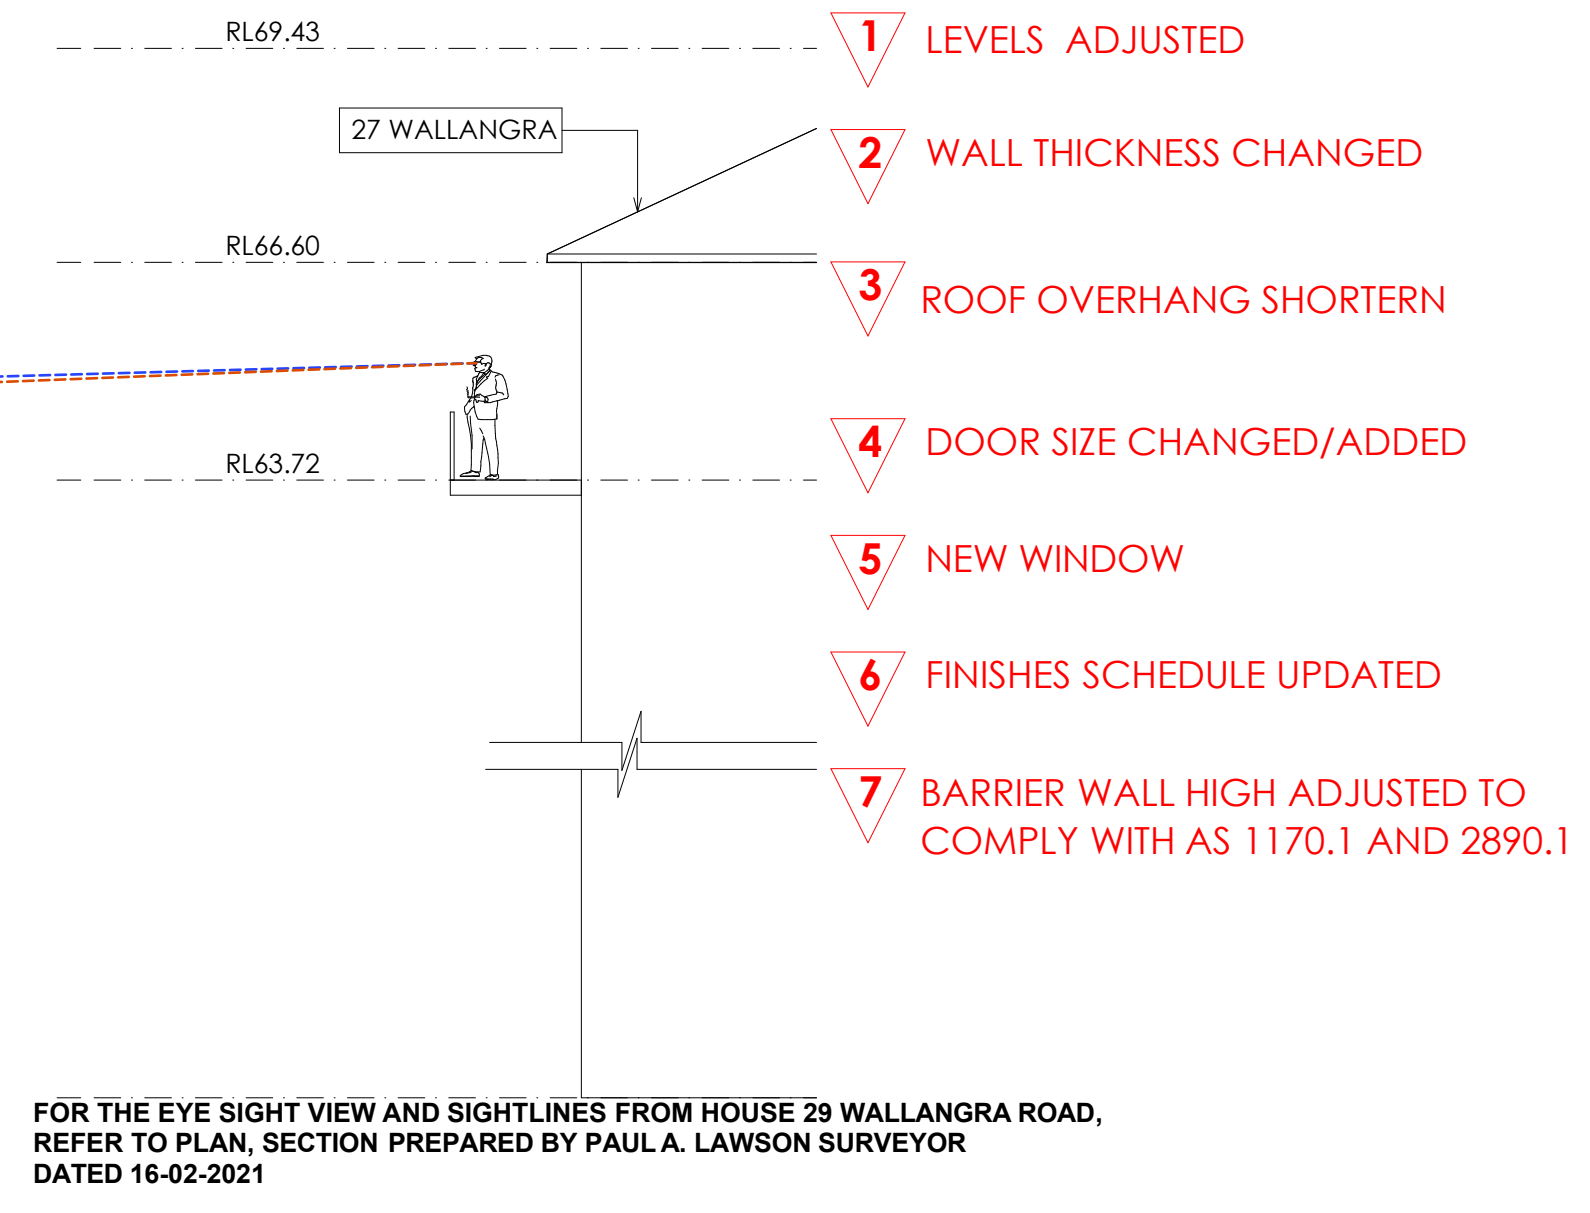 RL69.43
27 WALLANGRA
RL66.60
RL63.72
1 LEVELS ADJUSTED
2 WALL THICKNESS CHANGED
3 ROOF OVERHANG SHORTERN
4 DOOR SIZE CHANGED/ADDED
5 NEW WINDOW
6 FINISHES SCHEDULE UPDATED
7 BARRIER WALL HIGH ADJUSTED TO
COMPLY WITH AS 1170.1 AND 2890.1
FOR THE EYE SIGHT VIEW AND SIGHTLINES FROM HOUSE 29 WALLANGRA ROAD,
REFER TO PLAN, SECTION PREPARED BY PAUL A. LAWSON SURVEYOR
DATED 16-02-2021